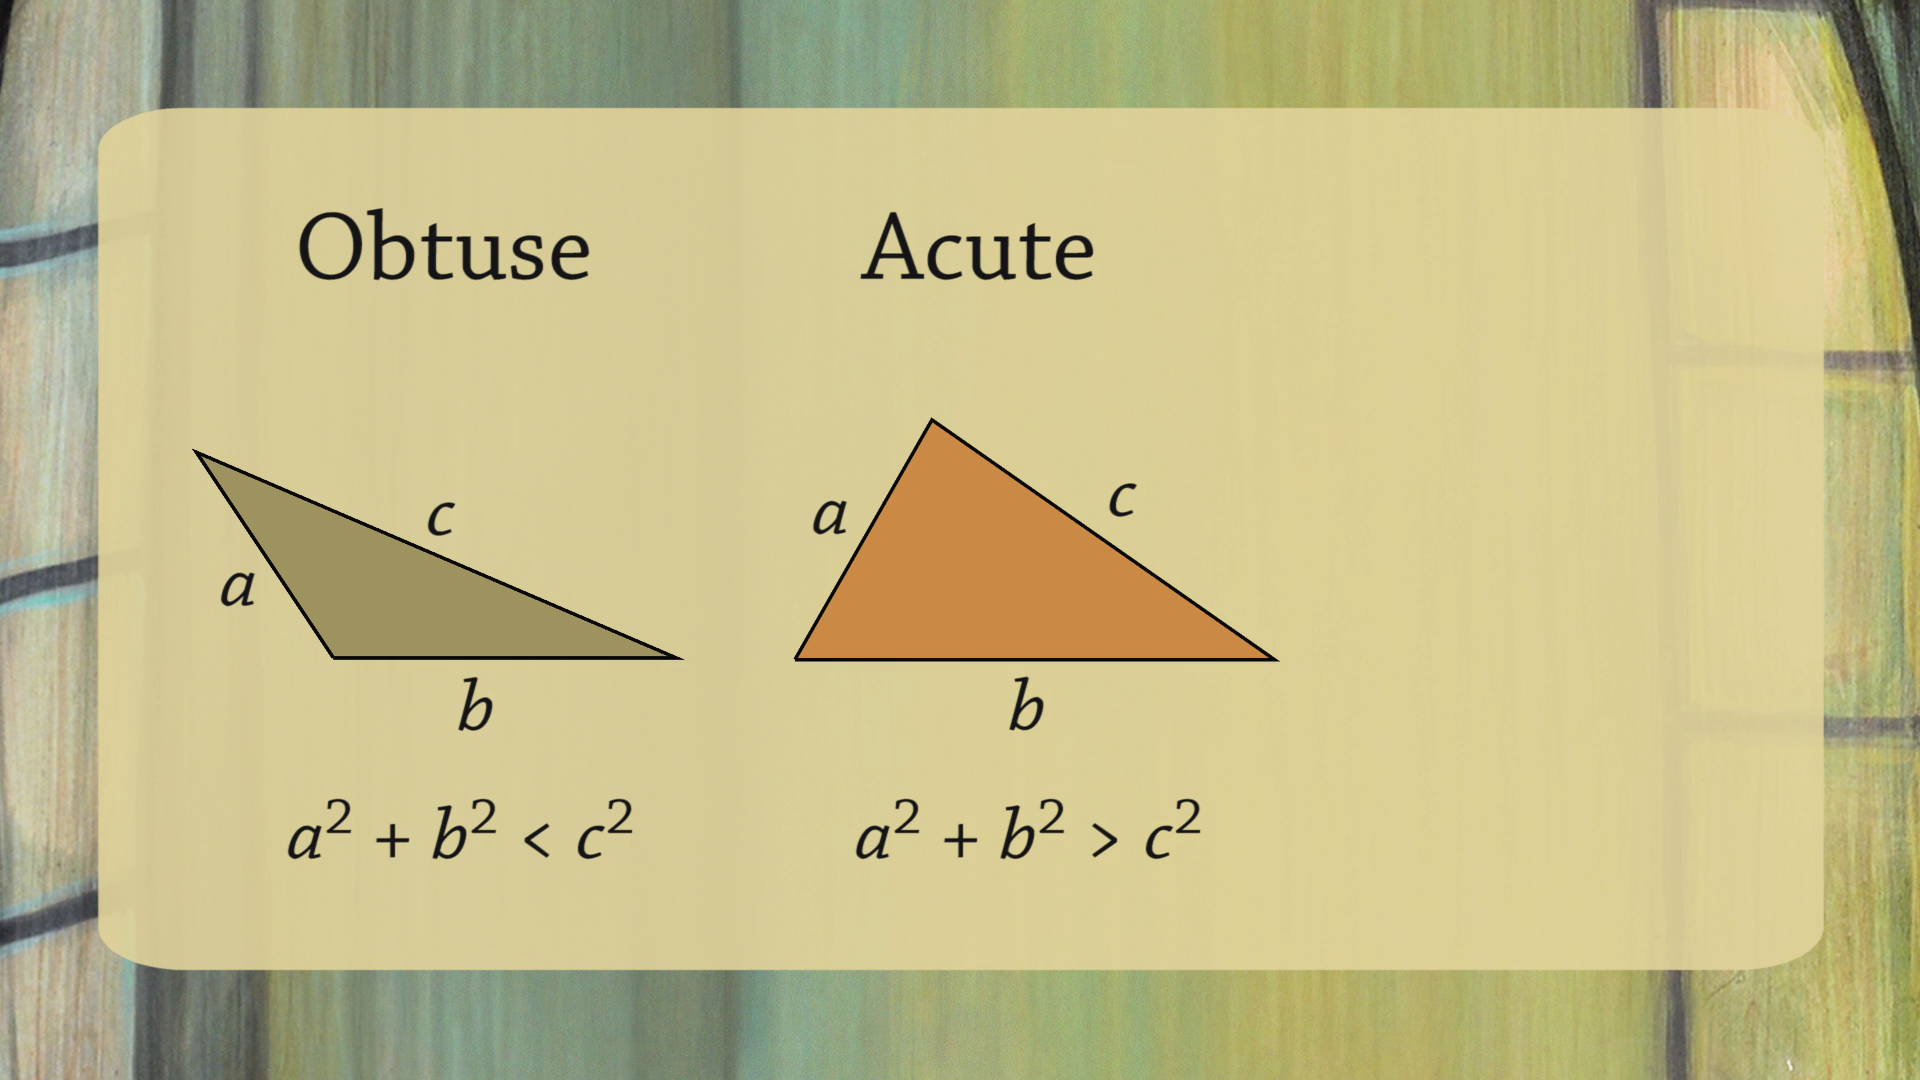 Obtuse
Acute
c
a
b
a
c
b
a² + b² < c²
a² + b² > c²